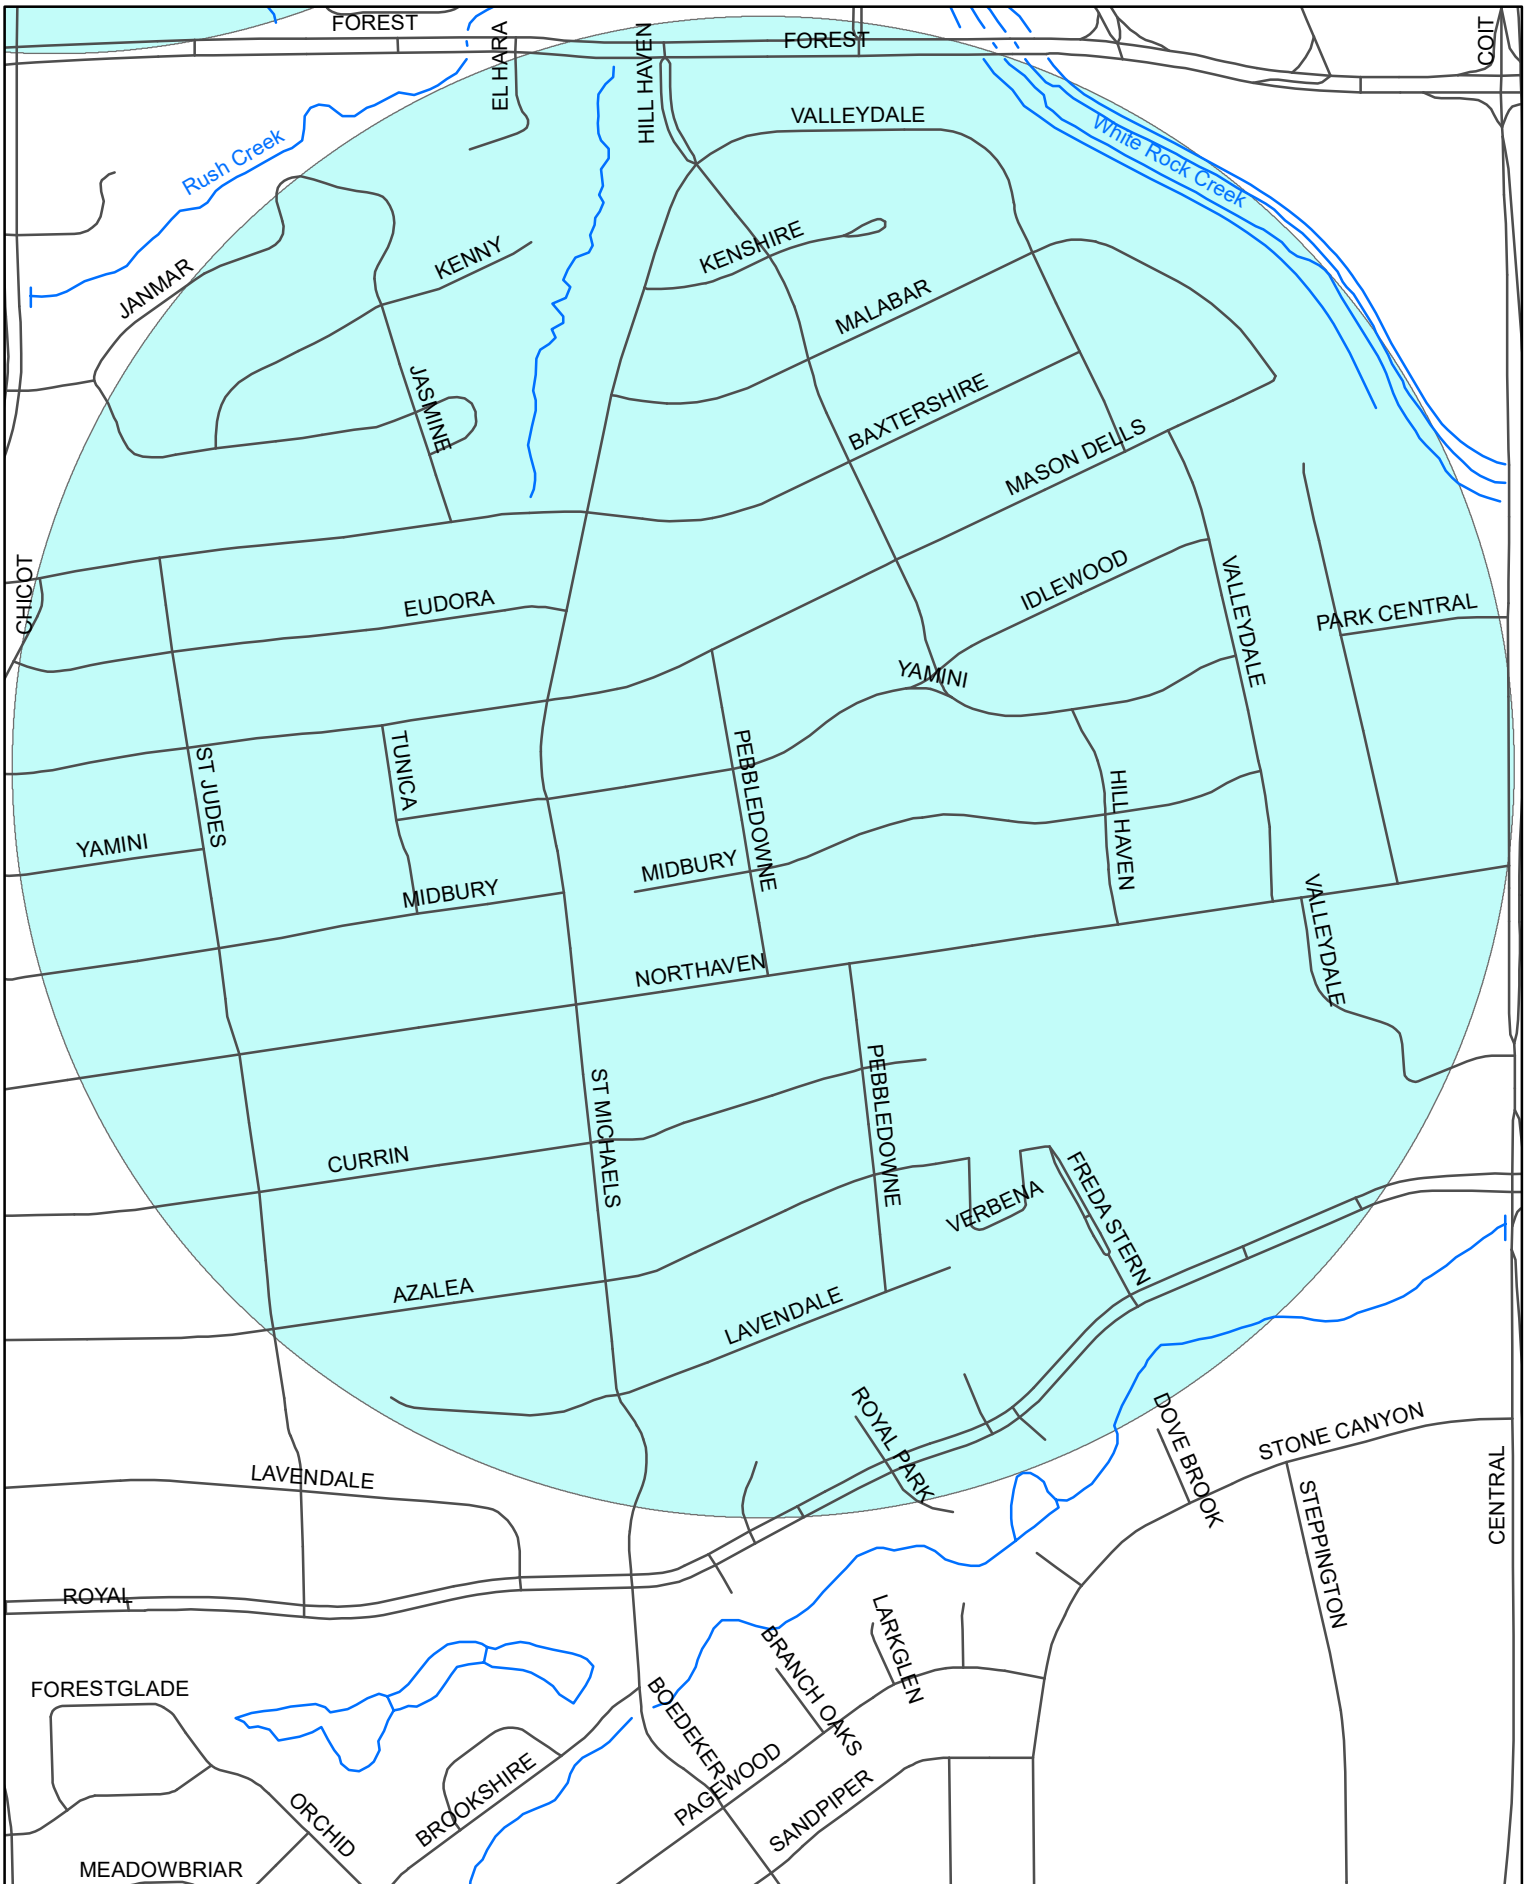 FOREST
FOREST
COIT
EL HARA
HILL HAVEN
VALLEYDALE
Rush Creek
White Rock Creek
KENNY
KENSHIRE
JANMAR
MALABAR
JASMINE
BAXTERSHIRE
MASON DELLS
CHICOT
EUDORA
IDLEWOOD
VALLEYDALE
PARK CENTRAL
YAMINI
ST JUDES
TUNICA
PEBBLEDOWNE
HILL HAVEN
YAMINI
MIDBURY
MIDBURY
VALLEYDALE
NORTHAVEN
ST MICHAELS
PEBBLEDOWNE
CURRIN
VERBENA
FREDA STERN
AZALEA
LAVENDALE
ROYAL PARK
DOVE BROOK
STONE CANYON
LAVENDALE
CENTRAL
STEPPINGTON
ROYAL
LARKGLEN
BRANCH OAKS
FORESTGLADE
BOEDEKER
PAGEWOOD
SANDPIPER
BROOKSHIRE
ORCHID
MEADOWBRIAR